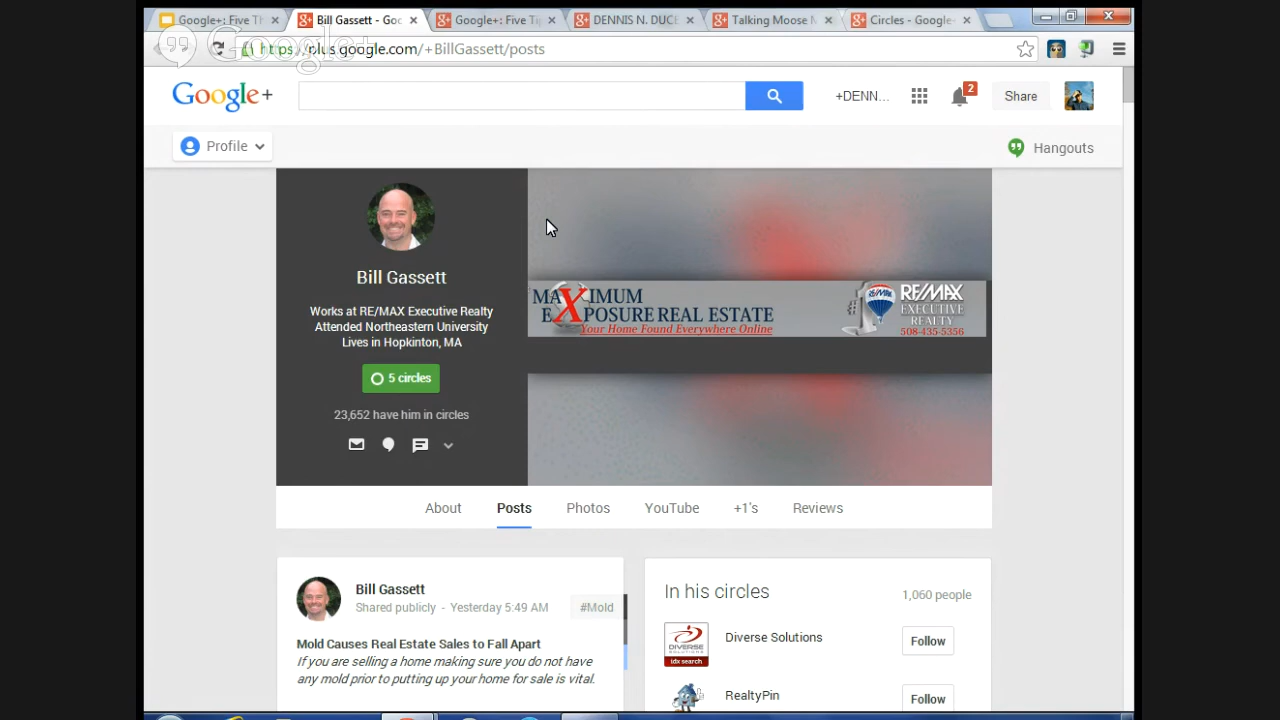 Google+: Five Th
Bill Gassett - Goo
Google+: Five Tip
DENNIS N. DUCE
Talking Moose M
Circles - Google+
Google+
https://plus.google.com/+BillGassett/posts
Google+
+DENN...
2
Share
Profile
Hangouts
Bill Gassett
Works at RE/MAX Executive Realty
Attended Northeastern University
Lives in Hopkinton, MA
5 circles
23,652 have him in circles
MAXIMUM
EXPOSURE REAL ESTATE
Your Home Found Everywhere Online
RE/MAX
EXECUTIVE
REALTY
508-435-5356
About
Posts
Photos
YouTube
+1's
Reviews
Bill Gassett
Shared publicly - Yesterday 5:49 AM
#Mold
Mold Causes Real Estate Sales to Fall Apart
If you are selling a home making sure you do not have
any mold prior to putting up your home for sale is vital.
In his circles
1,060 people
DIVERSE
SOLUTIONS
idx search
Diverse Solutions
Follow
RealtyPin
Follow